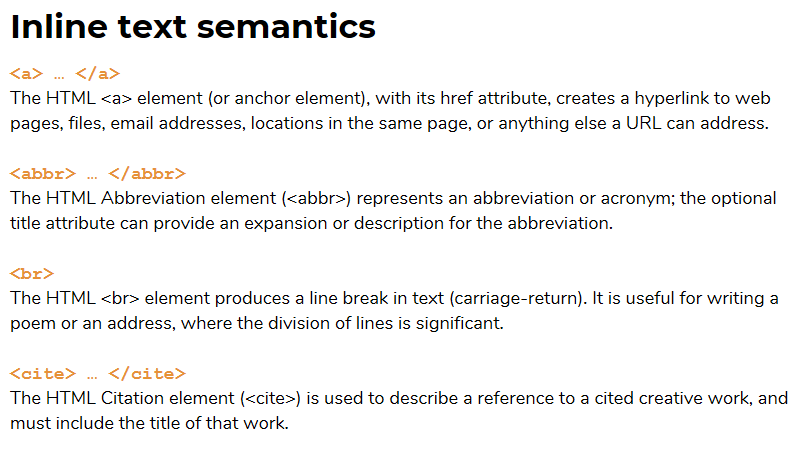 Inline text semantics
<a> … </a>
The HTML <a> element (or anchor element), with its href attribute, creates a hyperlink to web
pages, files, email addresses, locations in the same page, or anything else a URL can address.
<abbr> … </abbr>
The HTML Abbreviation element (<abbr>) represents an abbreviation or acronym; the optional
title attribute can provide an expansion or description for the abbreviation.
<br>
The HTML <br> element produces a line break in text (carriage-return). It is useful for writing a
poem or an address, where the division of lines is significant.
<cite> … </cite>
The HTML Citation element (<cite>) is used to describe a reference to a cited creative work, and
must include the title of that work.